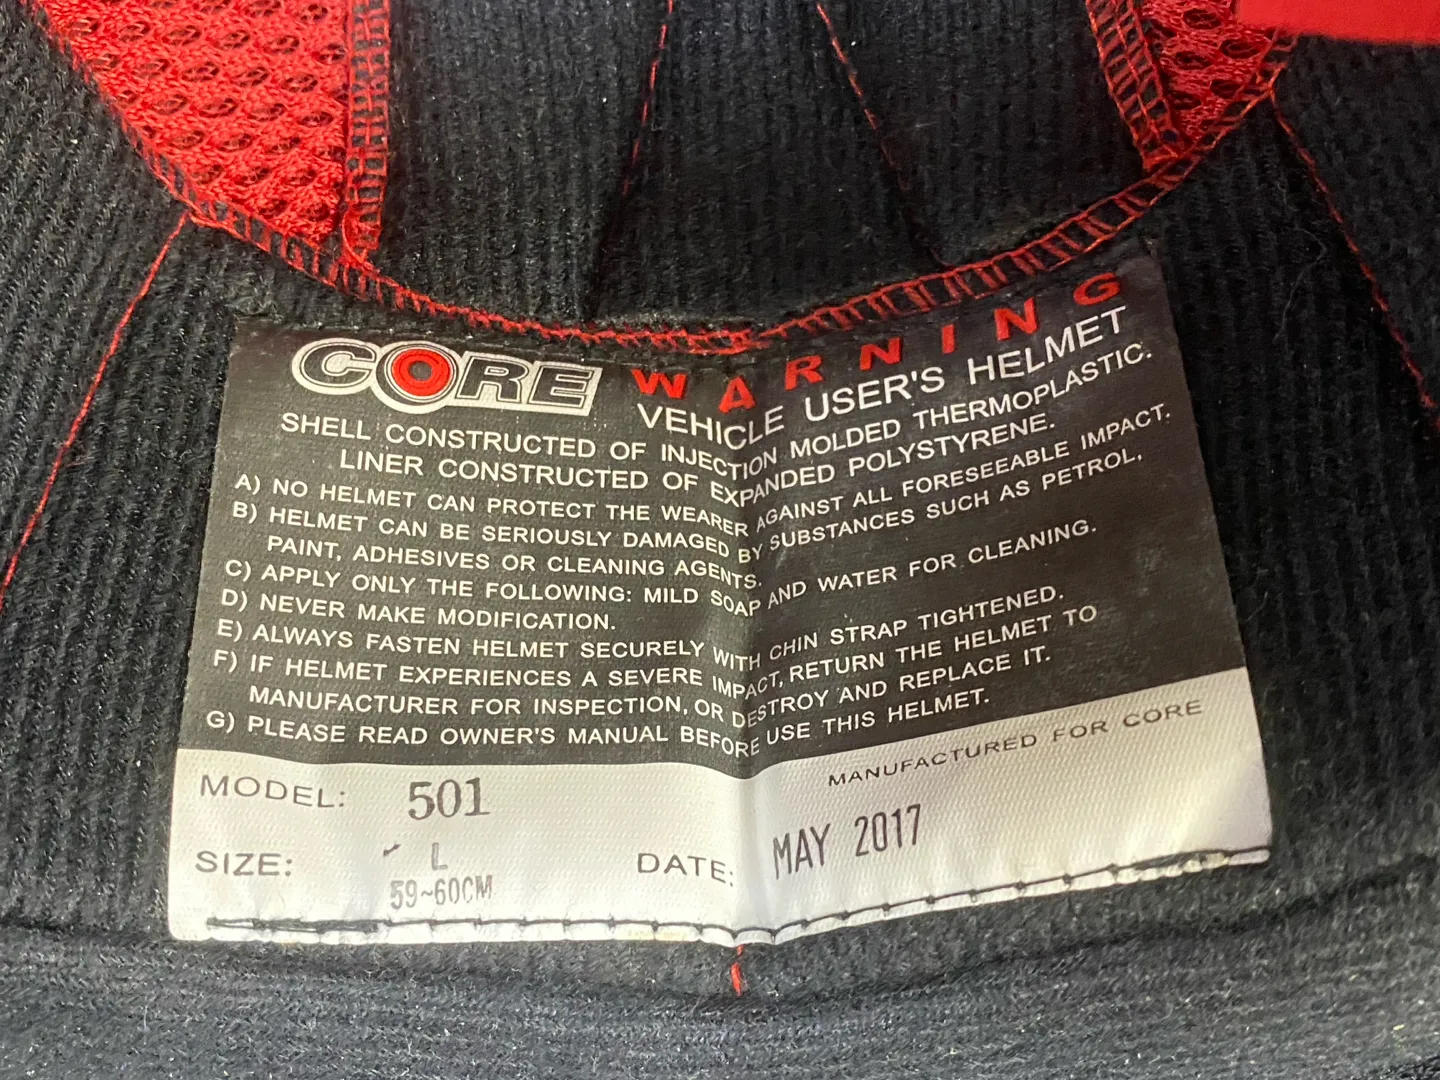 CORE WARNING
VEHICLE USER'S HELMET
SHELL CONSTRUCTED OF INJECTION MOLDED THERMOPLASTIC.
LINER CONSTRUCTED OF EXPANDED POLYSTYRENE.
A) NO HELMET CAN PROTECT THE WEARER AGAINST ALL FORESEEABLE IMPACT.
B) HELMET CAN BE SERIOUSLY DAMAGED BY SUBSTANCES SUCH AS PETROL,
PAINT, ADHESIVES OR CLEANING AGENTS.
C) APPLY ONLY THE FOLLOWING: MILD SOAP AND WATER FOR CLEANING.
D) NEVER MAKE MODIFICATION.
E) ALWAYS FASTEN HELMET SECURELY WITH CHIN STRAP TIGHTENED.
F) IF HELMET EXPERIENCES A SEVERE IMPACT, RETURN THE HELMET TO
MANUFACTURER FOR INSPECTION, OR DESTROY AND REPLACE IT.
G) PLEASE READ OWNER'S MANUAL BEFORE USE THIS HELMET.
MANUFACTURED FOR CORE
MODEL: 501
SIZE: L
59~60CM
DATE: MAY 2017